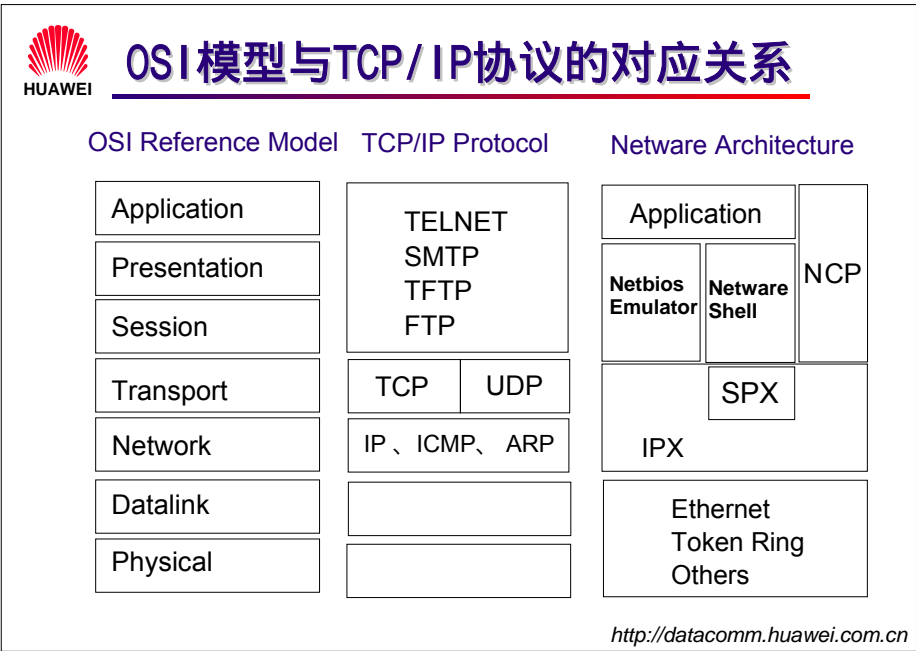 HUAWEI
OSI模型与TCP/IP协议的对应关系
OSI Reference Model
TCP/IP Protocol
Netware Architecture
Application
Presentation
Session
Transport
Network
Datalink
Physical
TELNET
SMTP
TFTP
FTP
TCP
UDP
IP 、ICMP、 ARP
Application
Netbios
Emulator
Netware
Shell
NCP
SPX
IPX
Ethernet
Token Ring
Others
http://datacomm.huawei.com.cn